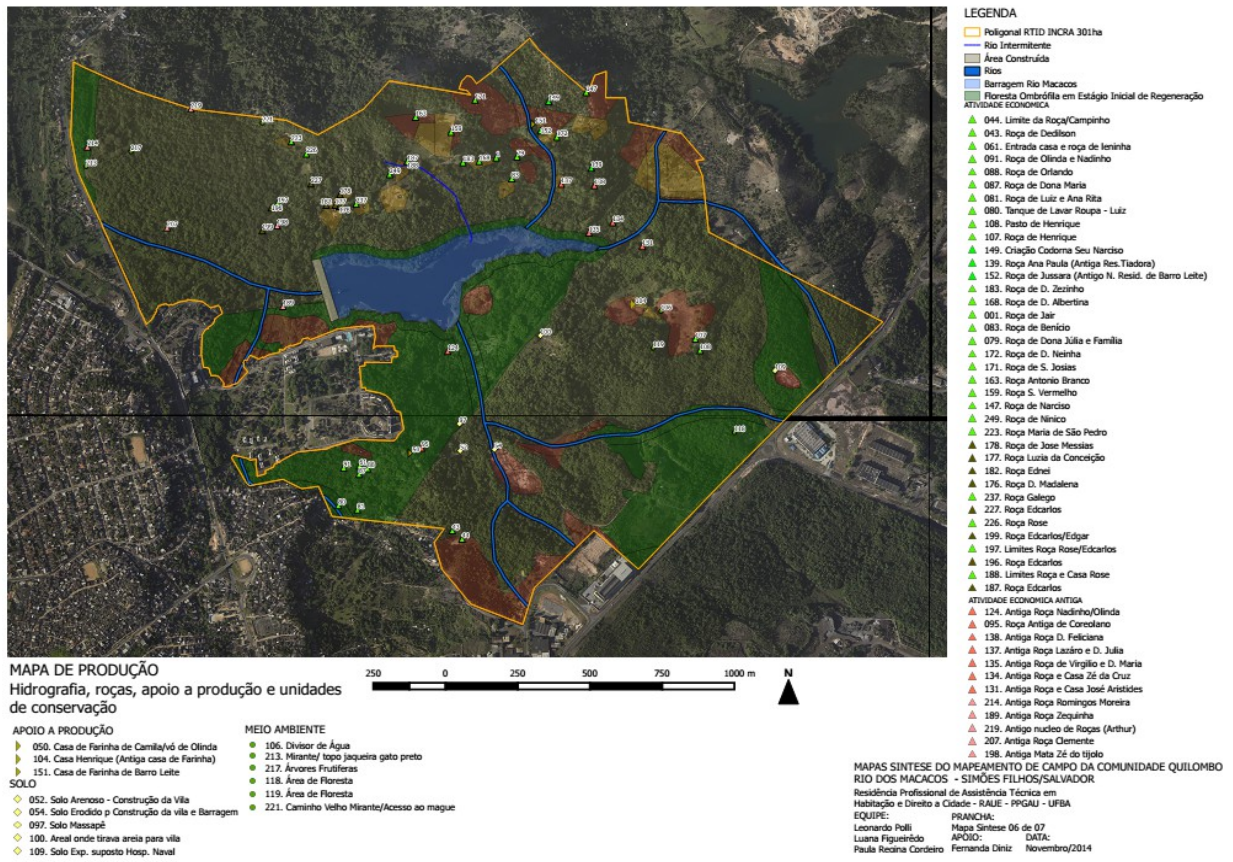 LEGENDA
Poligonal RTID INCRA 301ha
Rio Intermitente
Área Construída
Rios
Barragem Rio Macacos
Floresta Ombrófila em Estágio Inicial de Regeneração
ATIVIDADE ECONOMICA
044. Limite da Roça/Campinho
043. Roça de Dedilson
061. Entrada casa e roça de leninha
091. Roça de Olinda e Nadinho
088. Roça de Orlando
087. Roça de Dona Maria
081. Roça de Luiz e Ana Rita
080. Tanque de Lavar Roupa - Luiz
108. Pasto de Henrique
107. Roça de Henrique
149. Criação Codorna Seu Narciso
139. Roça Ana Paula (Antiga Res.Tiadora)
152. Roça de Jussara (Antigo N. Resid. de Barro Leite)
183. Roça de D. Zezinho
168. Roça de D. Albertina
001. Roça de Jair
083. Roça de Benício
079. Roça de Dona Júlia e Família
172. Roça de D. Neinha
171. Roça de S. Josias
163. Roça Antonio Branco
159. Roça S. Vermelho
147. Roça de Narciso
249. Roça de Ninico
223. Roça Maria de São Pedro
178. Roça de Jose Messias
177. Roça Luzia da Conceição
182. Roça Ednei
176. Roça D. Madalena
237. Roça Galego
227. Roça Edcarlos
226. Roça Rose
199. Roça Edcarlos/Edgar
197. Limites Roça Rose/Edcarlos
196. Roça Edcarlos
188. Limites Roça e Casa Rose
187. Roça Edcarlos
ATIVIDADE ECONOMICA ANTIGA
124. Antiga Roça Nadinho/Olinda
095. Roça Antiga de Coreolano
138. Antiga Roça D. Feliciana
137. Antiga Roça Lazáro e D. Julia
135. Antiga Roça de Virgilio e D. Maria
134. Antiga Roça e Casa Zé da Cruz
131. Antiga Roça e Casa José Aristides
214. Antiga Roça Romingos Moreira
189. Antiga Roça Zequinha
219. Antigo nucleo de Roças (Arthur)
207. Antiga Roça Clemente
198. Antiga Mata Zé do tijolo
MAPA DE PRODUÇÃO
Hidrografia, roças, apoio a produção e unidades
de conservação
250 0 250 500 750 1000 m
N
APOIO A PRODUÇÃO
050. Casa de Farinha de Camila/vó de Olinda
104. Casa Henrique (Antiga casa de Farinha)
151. Casa de Farinha de Barro Leite
SOLO
052. Solo Arenoso - Construção da Vila
054. Solo Erodido p Construção da vila e Barragem
097. Solo Massapê
100. Areal onde tirava areia para vila
109. Solo Exp. suposto Hosp. Naval
MEIO AMBIENTE
106. Divisor de Água
213. Mirante/ topo jaqueira gato preto
217. Árvores Frutiferas
118. Área de Floresta
119. Área de Floresta
221. Caminho Velho Mirante/Acesso ao mague
MAPAS SINTESE DO MAPEAMENTO DE CAMPO DA COMUNIDADE QUILOMBO
RIO DOS MACACOS - SIMÕES FILHOS/SALVADOR
Residência Profissional de Assistência Técnica em
Habitação e Direito a Cidade - RAUE - PPGAU - UFBA
EQUIPE: PRANCHA:
Leonardo Polli Mapa Sintese 06 de 07
Luana Figueirêdo APOIO: DATA:
Paula Regina Cordeiro Fernanda Diniz Novembro/2014